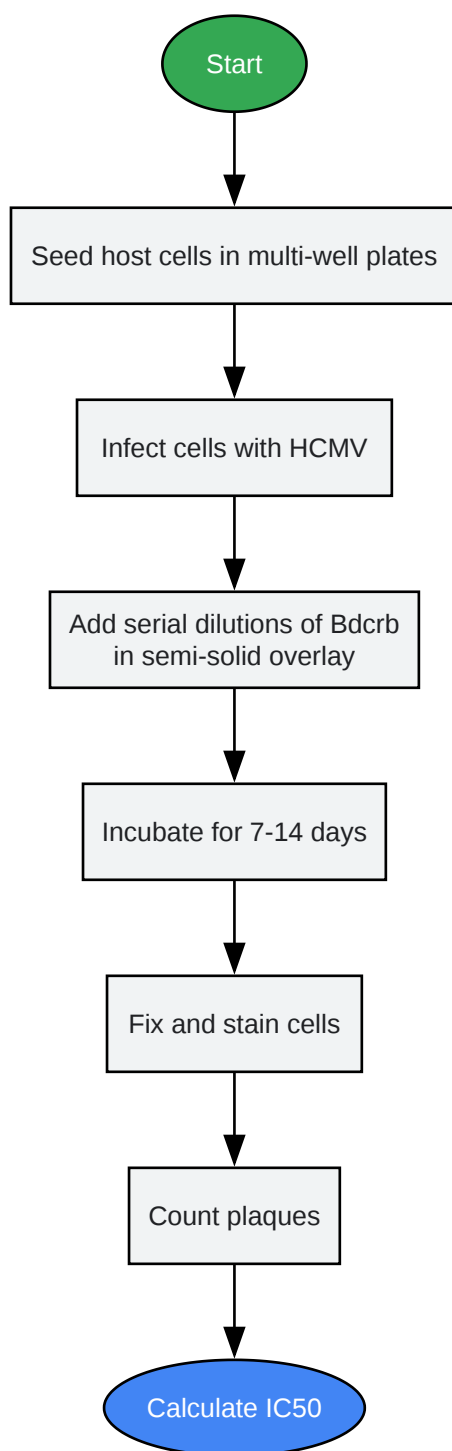 Start
Seed host cells in multi-well plates
Infect cells with HCMV
Add serial dilutions of Bdcrb
in semi-solid overlay
Incubate for 7-14 days
Fix and stain cells
Count plaques
Calculate IC50